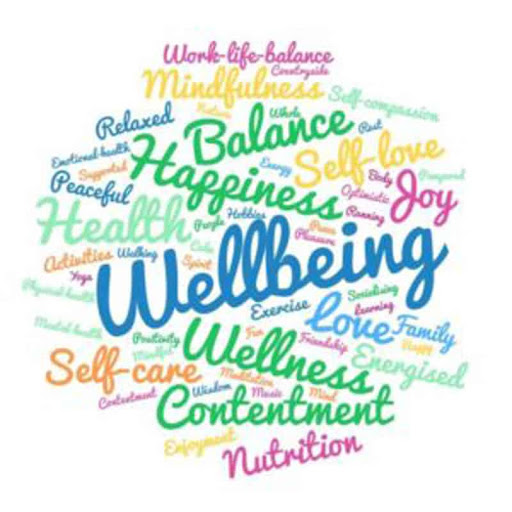 Work-life-balance
Countryside
Mindfulness
Self-compassion
Nature
Whole
Relaxed
Balance
Rest
Emotional-health
Self-love
Supported
Happiness
Energy
Body
Pampered
Peaceful
Optimistic
Joy
Health
People
Hobbies
Running
Peace
Pleasure
Calm
Activities
Walking
Spirit
Wellbeing
Yoga
Physical-health
Socialising
Exercise
Learning
Love
Family
Mental-health
Positivity
Fun
Friendship
Happy
Mindful
Wellness
Energised
Self-care
Meditation
Wisdom
Music
Mind
Contentment
Contentment
Enjoyment
Nutrition